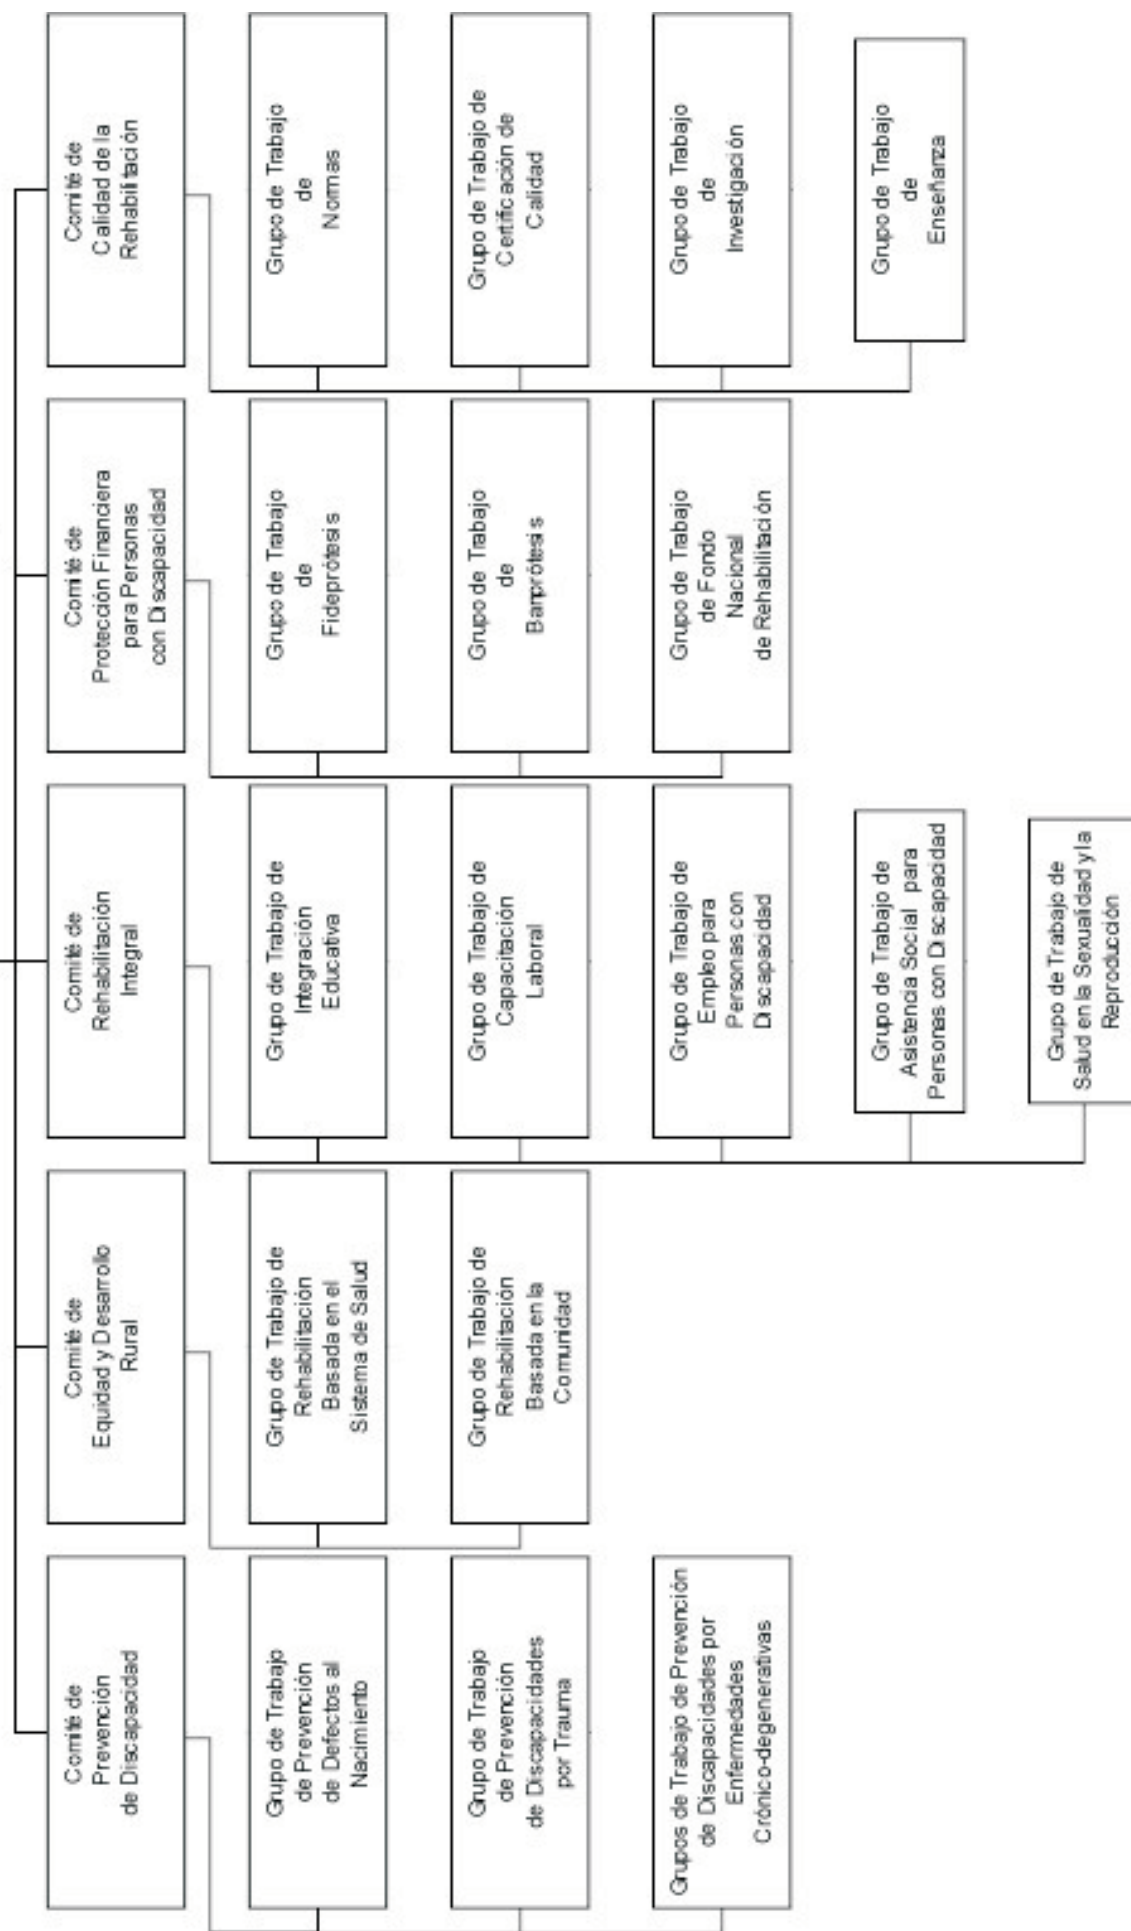 Comité de
Prevención
de Discapacidad
Grupo de Trabajo
de Prevención
de Defectos al
Nacimiento
Grupo de Trabajo
de Prevención
de Discapacidades
por Trauma
Grupos de Trabajo de Prevención
de Discapacidades por
Enfermedades
Crónico-degenerativas
Comité de
Equidad y Desarrollo
Rural
Grupo de Trabajo de
Rehabilitación
Basada en el
Sistema de Salud
Grupo de Trabajo de
Rehabilitación
Basada en la
Comunidad
Comité de
Rehabilitación
Integral
Grupo de Trabajo de
Integración
Educativa
Grupo de Trabajo de
Capacitación
Laboral
Grupo de Trabajo de
Empleo para
Personas con
Discapacidad
Grupo de Trabajo de
Asistencia Social para
Personas con Discapacidad
Grupo de Trabajo de
Salud en la Sexualidad y la
Reproducción
Comité de
Protección Financiera
para Personas
con Discapacidad
Grupo de Trabajo
de
Fideprótesis
Grupo de Trabajo
de
Banprótesis
Grupo de Trabajo
de Fondo
Nacional
de Rehabilitación
Comité de
Calidad de la
Rehabilitación
Grupo de Trabajo
de
Normas
Grupo de Trabajo de
Certificación de
Calidad
Grupo de Trabajo
de
Investigación
Grupo de Trabajo
de
Enseñanza